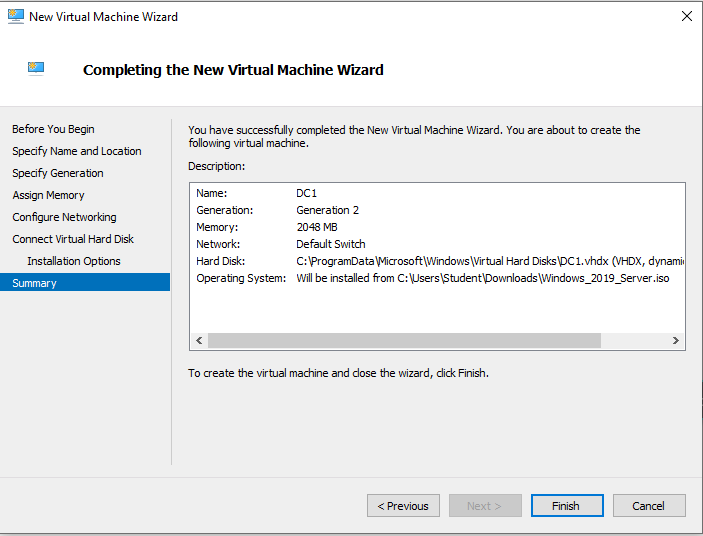 New Virtual Machine Wizard
Completing the New Virtual Machine Wizard
Before You Begin
Specify Name and Location
Specify Generation
Assign Memory
Configure Networking
Connect Virtual Hard Disk
Installation Options
Summary
You have successfully completed the New Virtual Machine Wizard. You are about to create the
following virtual machine.
Description:
Name: DC1
Generation: Generation 2
Memory: 2048 MB
Network: Default Switch
Hard Disk: C:\ProgramData\Microsoft\Windows\Virtual Hard Disks\DC1.vhdx (VHDX, dynami
Operating System: Will be installed from C:\Users\Student\Downloads\Windows_2019_Server.iso
To create the virtual machine and close the wizard, click Finish.
< Previous Next > Finish Cancel